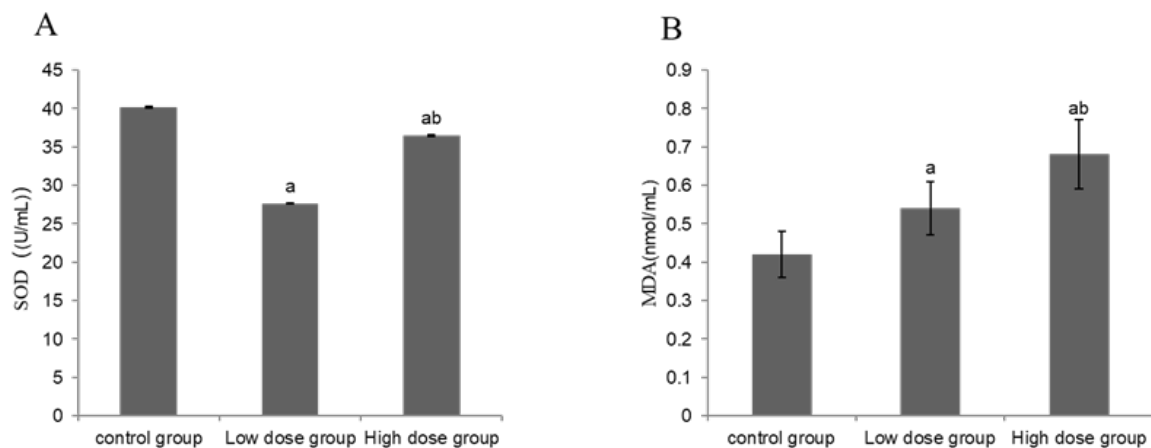 A
45
40
35
30
25
20
15
10
5
0
SOD ((U/mL))
a
ab
control group Low dose group High dose group
B
0.9
0.8
0.7
0.6
0.5
0.4
0.3
0.2
0.1
0
MDA(nmol/mL)
a
ab
control group Low dose group High dose group